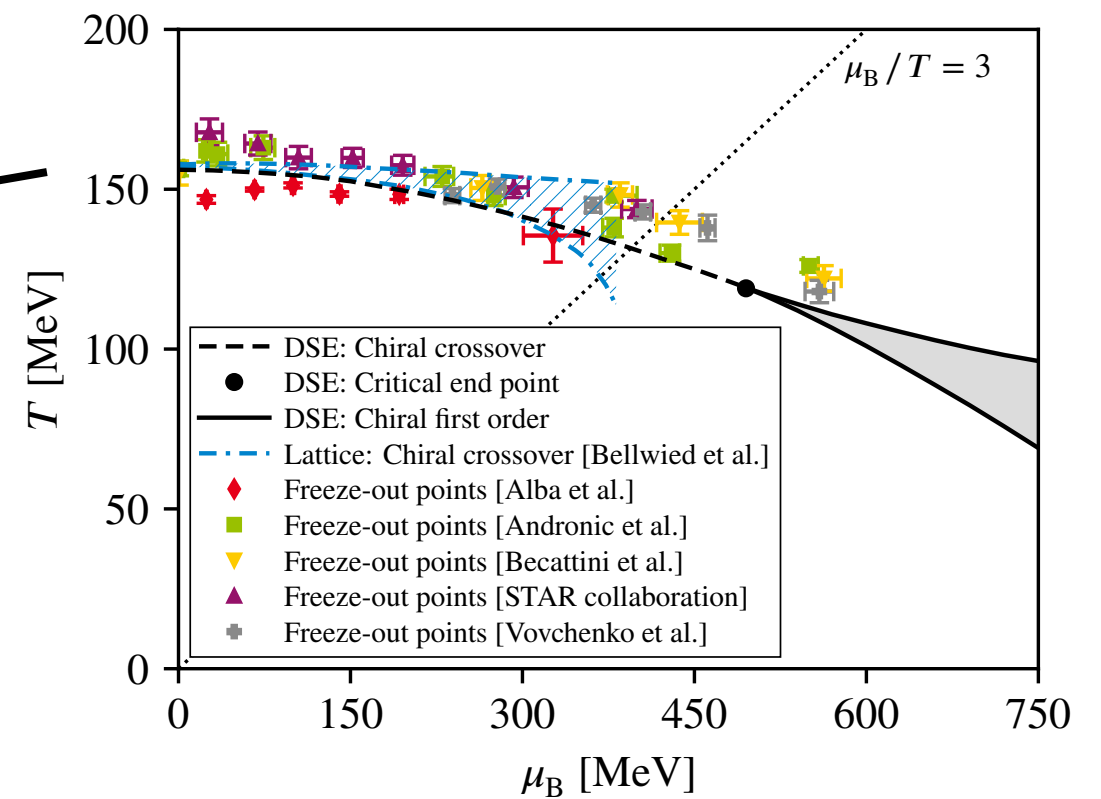 200
150
100
50
0
T [MeV]
μB / T = 3
DSE: Chiral crossover
DSE: Critical end point
DSE: Chiral first order
Lattice: Chiral crossover [Bellwied et al.]
Freeze-out points [Alba et al.]
Freeze-out points [Andronic et al.]
Freeze-out points [Becattini et al.]
Freeze-out points [STAR collaboration]
Freeze-out points [Vovchenko et al.]
0 150 300 450 600 750
μB [MeV]